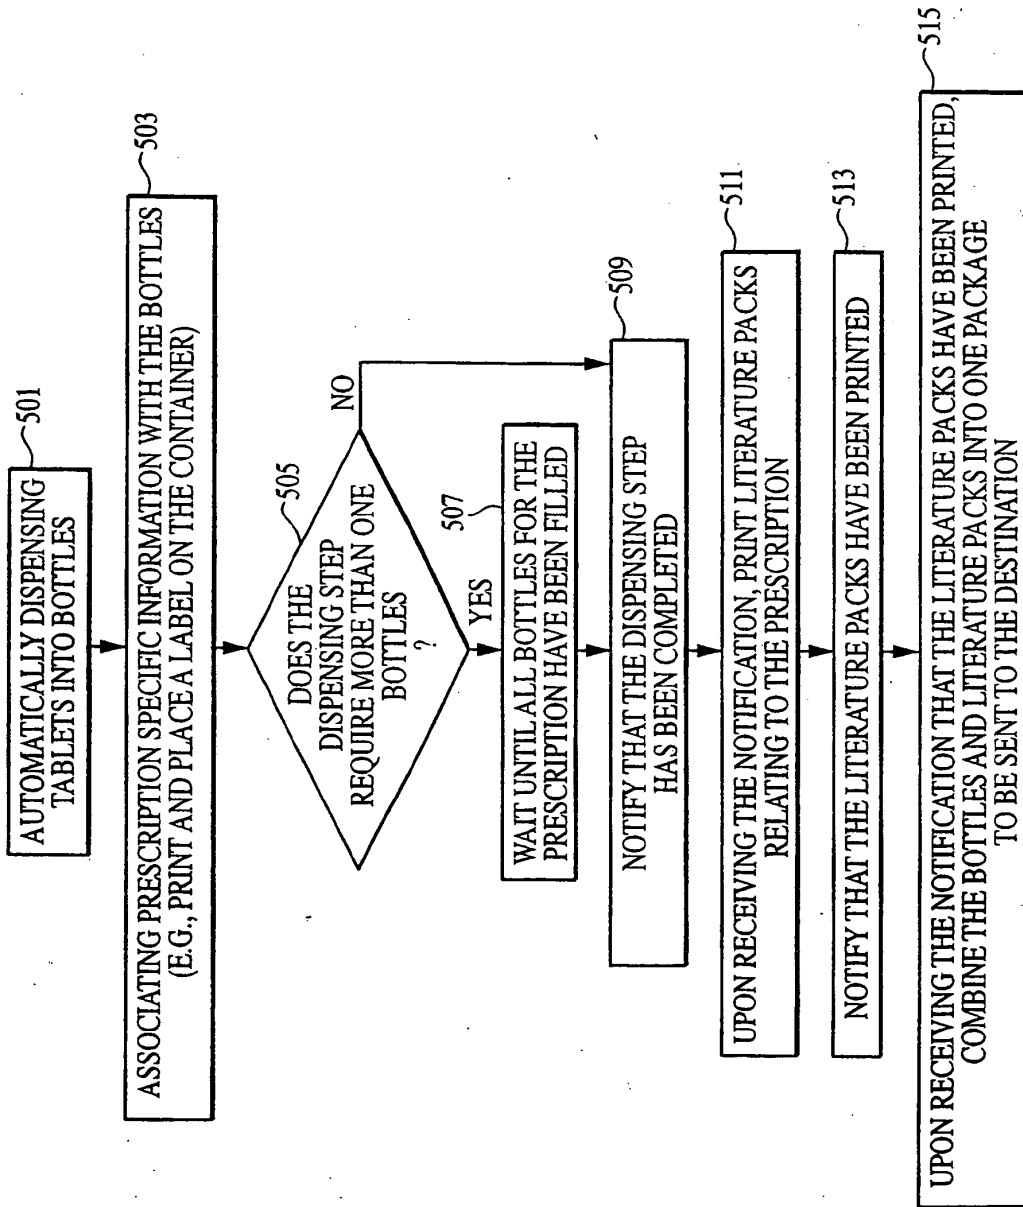 501
AUTOMATICALLY DISPENSING
TABLETS INTO BOTTLES
503
ASSOCIATING PRESCRIPTION SPECIFIC INFORMATION WITH THE BOTTLES
(E.G., PRINT AND PLACE A LABEL ON THE CONTAINER)
505
DOES THE
DISPENSING STEP
REQUIRE MORE THAN ONE
BOTTLES
?
NO
YES
507
WAIT UNTIL ALL BOTTLES FOR THE
PRESCRIPTION HAVE BEEN FILLED
509
NOTIFY THAT THE DISPENSING STEP
HAS BEEN COMPLETED
511
UPON RECEIVING THE NOTIFICATION, PRINT LITERATURE PACKS
RELATING TO THE PRESCRIPTION
513
NOTIFY THAT THE LITERATURE PACKS HAVE BEEN PRINTED
515
UPON RECEIVING THE NOTIFICATION THAT THE LITERATURE PACKS HAVE BEEN PRINTED,
COMBINE THE BOTTLES AND LITERATURE PACKS INTO ONE PACKAGE
TO BE SENT TO THE DESTINATION